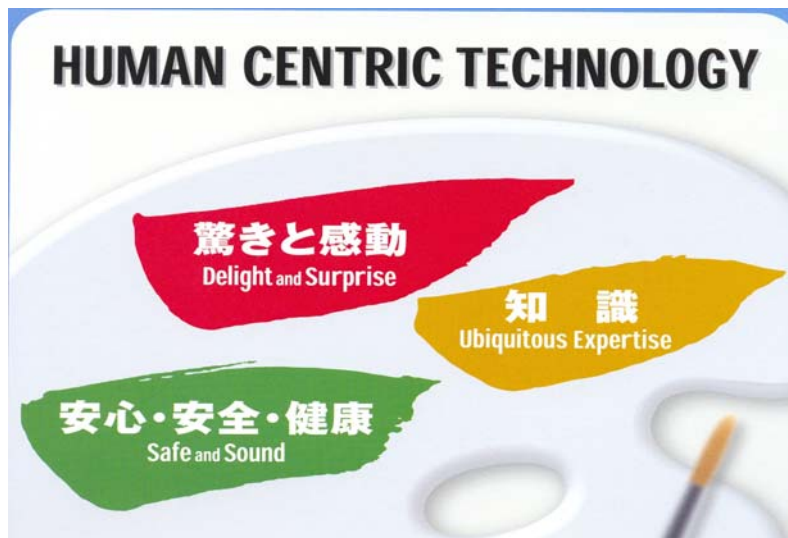 HUMAN CENTRIC TECHNOLOGY
驚きと感動
Delight and Surprise
知 識
Ubiquitous Expertise
安心・安全・健康
Safe and Sound